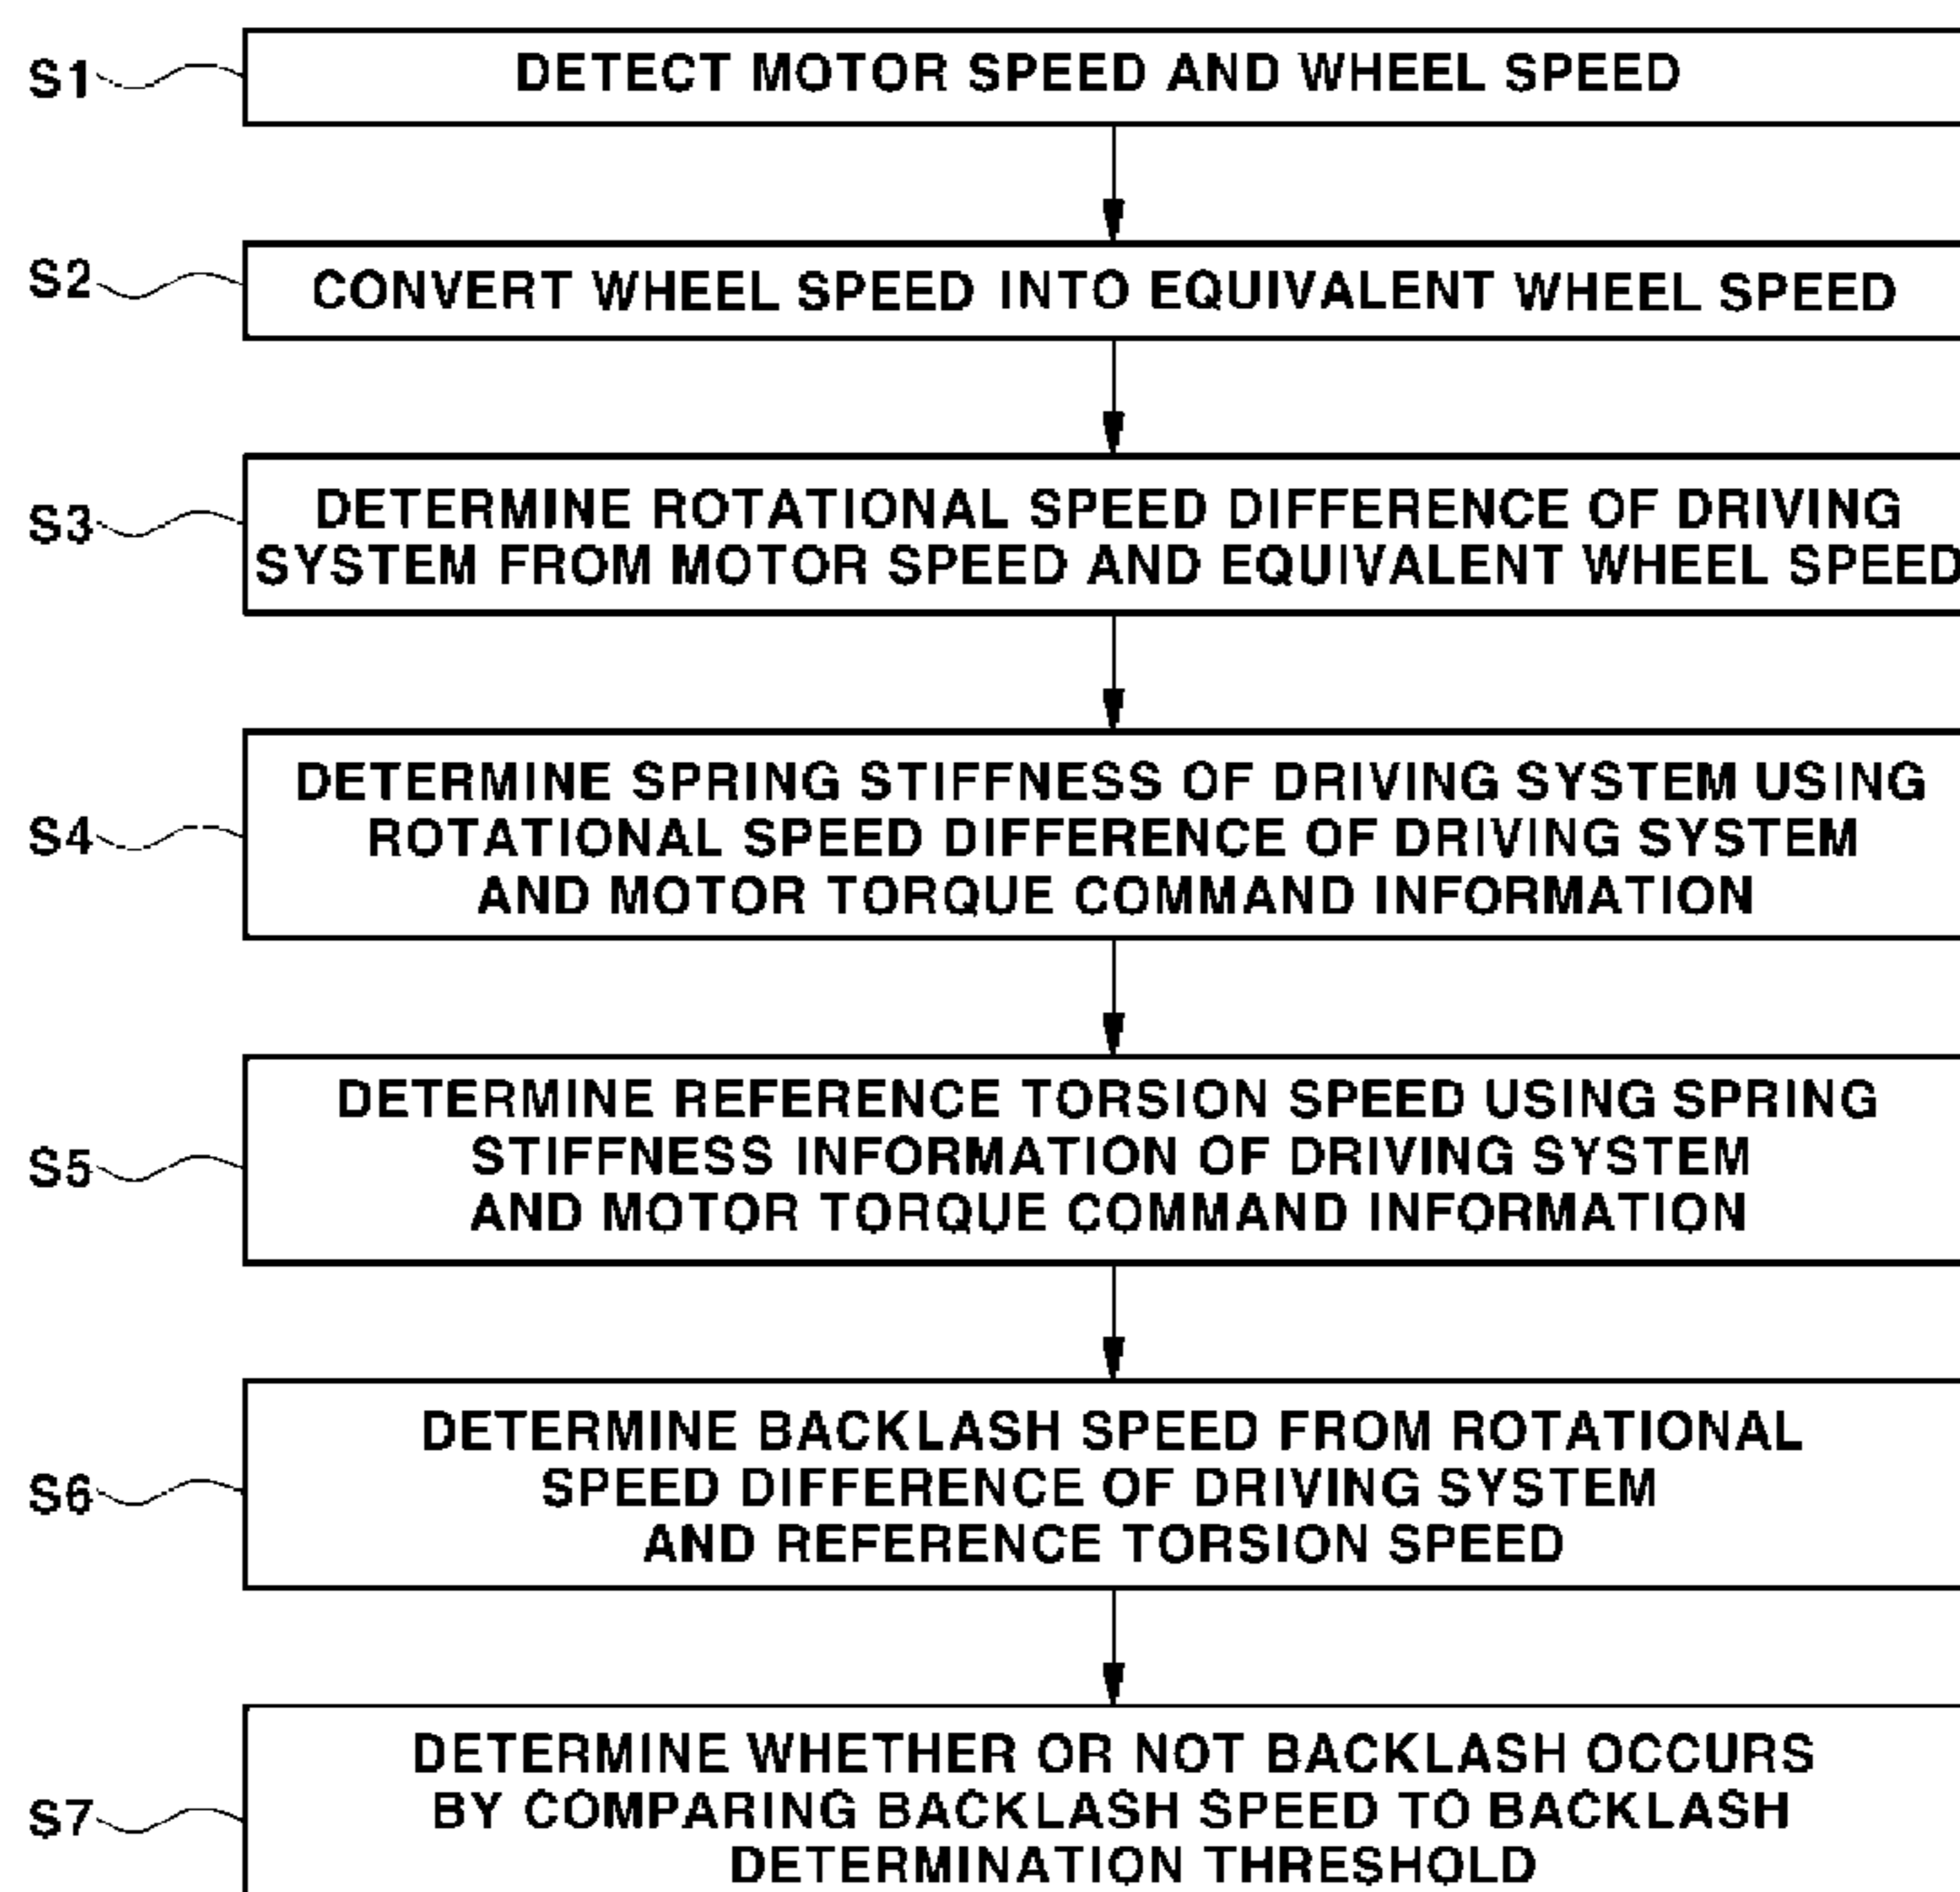 S1
DETECT MOTOR SPEED AND WHEEL SPEED
S2
CONVERT WHEEL SPEED INTO EQUIVALENT WHEEL SPEED
S3
DETERMINE ROTATIONAL SPEED DIFFERENCE OF DRIVING
SYSTEM FROM MOTOR SPEED AND EQUIVALENT WHEEL SPEED
S4
DETERMINE SPRING STIFFNESS OF DRIVING SYSTEM USING
ROTATIONAL SPEED DIFFERENCE OF DRIVING SYSTEM
AND MOTOR TORQUE COMMAND INFORMATION
S5
DETERMINE REFERENCE TORSION SPEED USING SPRING
STIFFNESS INFORMATION OF DRIVING SYSTEM
AND MOTOR TORQUE COMMAND INFORMATION
S6
DETERMINE BACKLASH SPEED FROM ROTATIONAL
SPEED DIFFERENCE OF DRIVING SYSTEM
AND REFERENCE TORSION SPEED
S7
DETERMINE WHETHER OR NOT BACKLASH OCCURS
BY COMPARING BACKLASH SPEED TO BACKLASH
DETERMINATION THRESHOLD